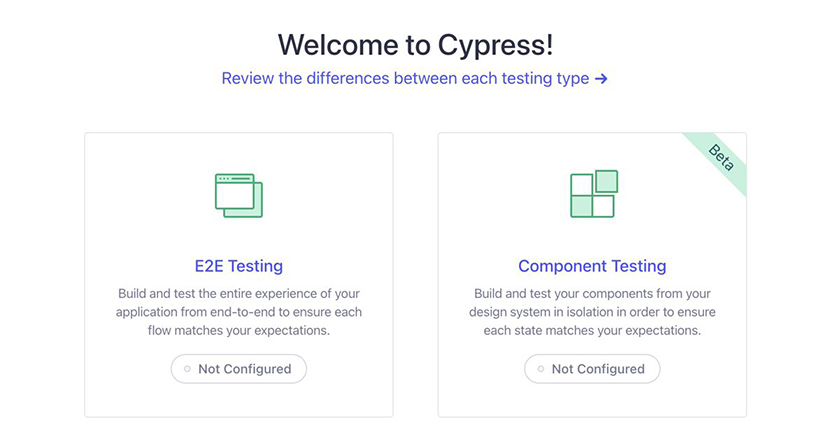 Welcome to Cypress!
Review the differences between each testing type →
Beta
E2E Testing
Build and test the entire experience of your
application from end-to-end to ensure each
flow matches your expectations.
Not Configured
Component Testing
Build and test your components from your
design system in isolation in order to ensure
each state matches your expectations.
Not Configured